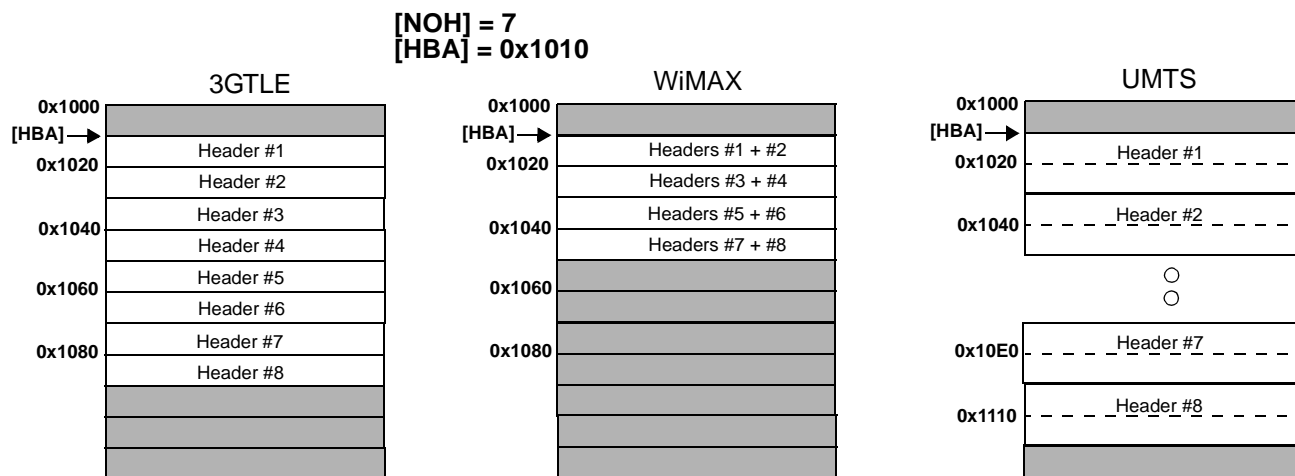 [NOH] = 7
[HBA] = 0x1010
3GTLE
0x1000
[HBA]
Header #1
0x1020
Header #2
Header #3
0x1040
Header #4
Header #5
0x1060
Header #6
Header #7
0x1080
Header #8
WiMAX
0x1000
[HBA]
Headers #1 + #2
0x1020
Headers #3 + #4
Headers #5 + #6
0x1040
Headers #7 + #8
0x1060
0x1080
UMTS
0x1000
[HBA]
Header #1
0x1020
Header #2
0x1040
Header #7
0x10E0
Header #8
0x1110